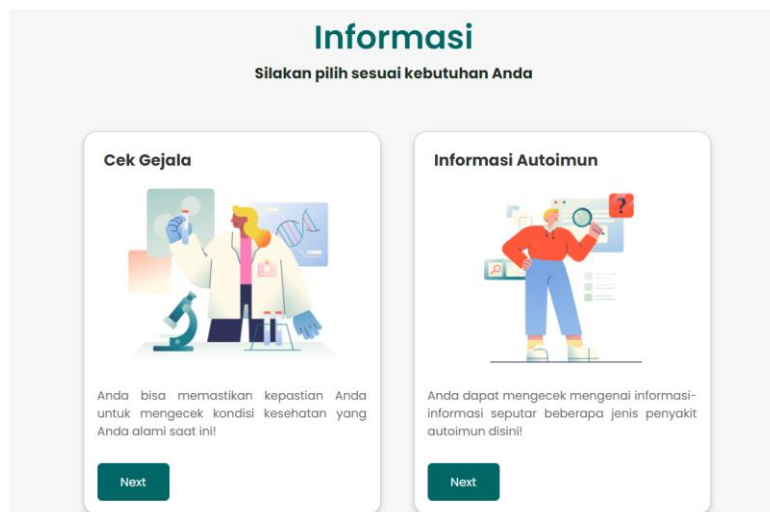 Informasi
Silakan pilih sesuai kebutuhan Anda
Cek Gejala
Anda bisa memastikan kepastian Anda
untuk mengecek kondisi kesehatan yang
Anda alami saat ini!
Next
Informasi Autoimun
?
Anda dapat mengecek mengenai informasi-
informasi seputar beberapa jenis penyakit
autoimun disini!
Next